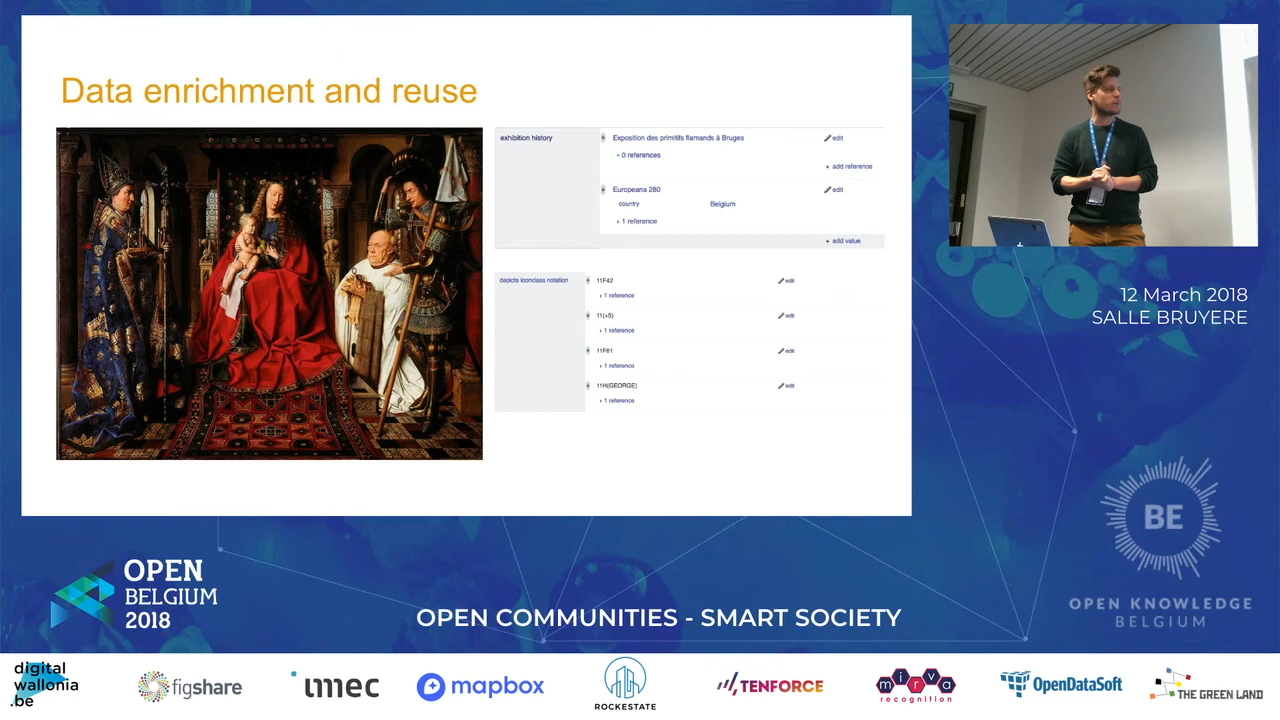 Data enrichment and reuse
exhibition history
Exposition des primitifs flamands à Bruges
edit
0 references
+ add reference
Europeana 280
edit
country
Belgium
1 reference
+ add value
depicts Iconclass notation
11F42
edit
1 reference
11(+5)
edit
1 reference
11F61
edit
1 reference
11H(GEORGE)
edit
1 reference
12 March 2018
SALLE BRUYERE
BE
OPEN KNOWLEDGE
BELGIUM
OPEN
BELGIUM
2018
OPEN COMMUNITIES - SMART SOCIETY
digital
wallonia
.be
figshare
imec
mapbox
ROCKESTATE
TENFORCE
mirva
recognition
OpenDataSoft
THE GREEN LAND